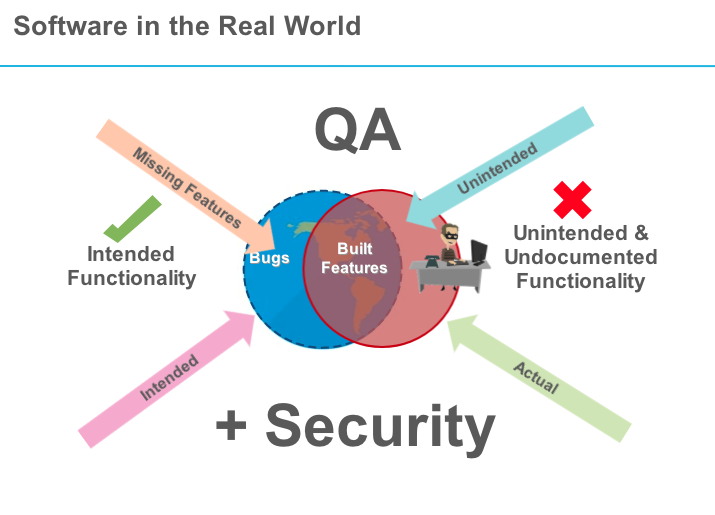 Software in the Real World
QA
Missing Features
Unintended
Intended
Functionality
Bugs
Built
Features
Unintended &
Undocumented
Functionality
Intended
Actual
+ Security